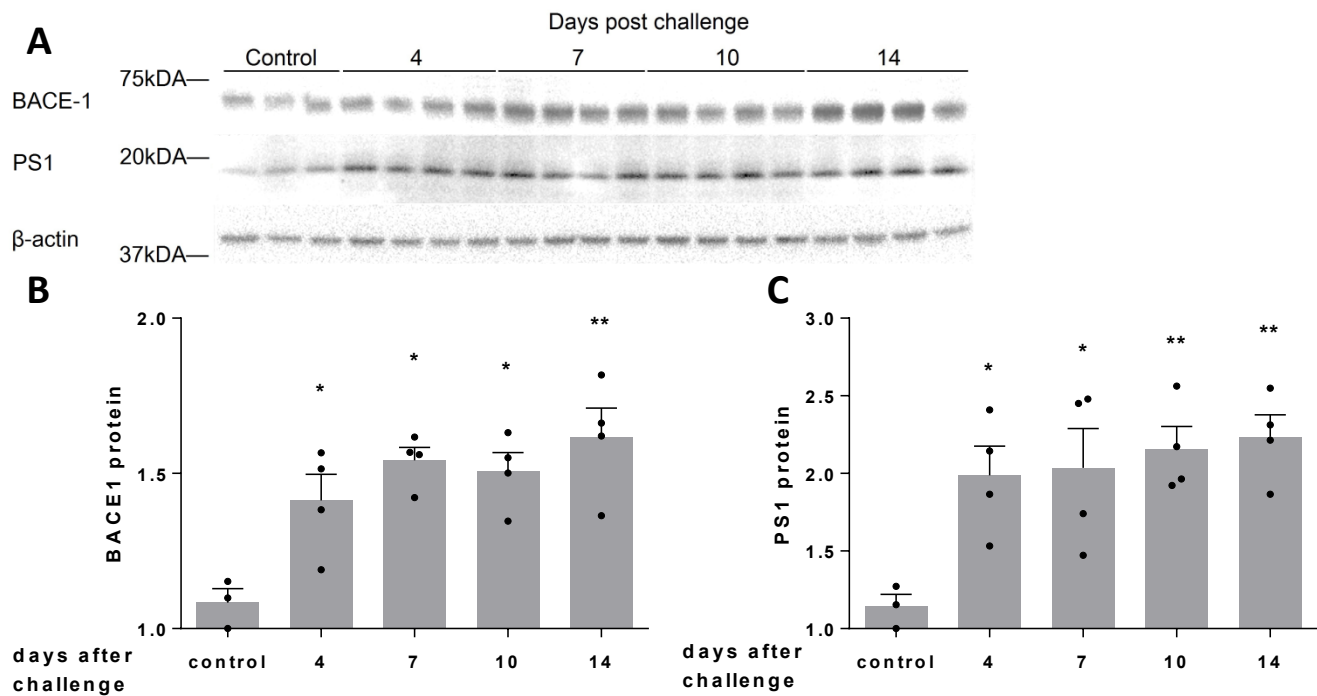 A
Days post challenge
Control 4 7 10 14
75kDA
BACE-1
20kDA
PS1
β-actin
37kDA
B
2.0
1.5
1.0
BACE1 protein
* * * **
days after challenge
control 4 7 10 14
C
3.0
2.5
2.0
1.5
1.0
PS1 protein
* * ** **
days after challenge
control 4 7 10 14